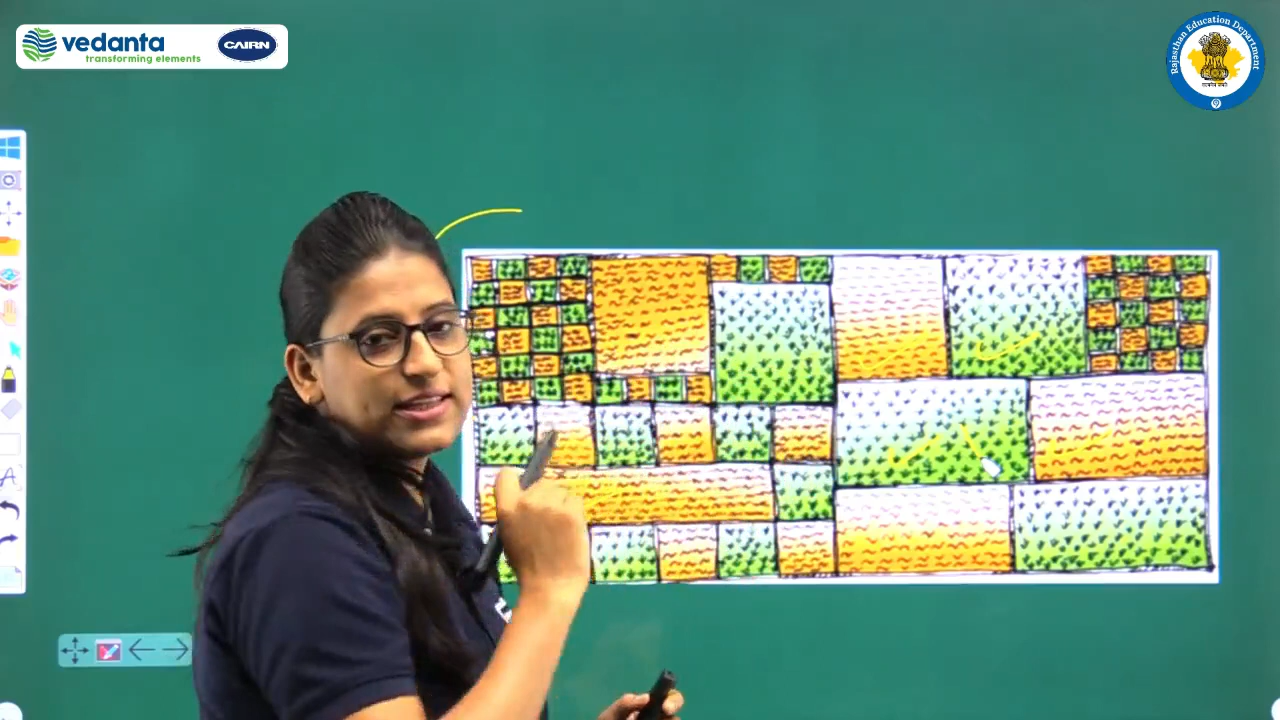 vedanta
transforming elements
CAIRN
Rajasthan Education Department
A